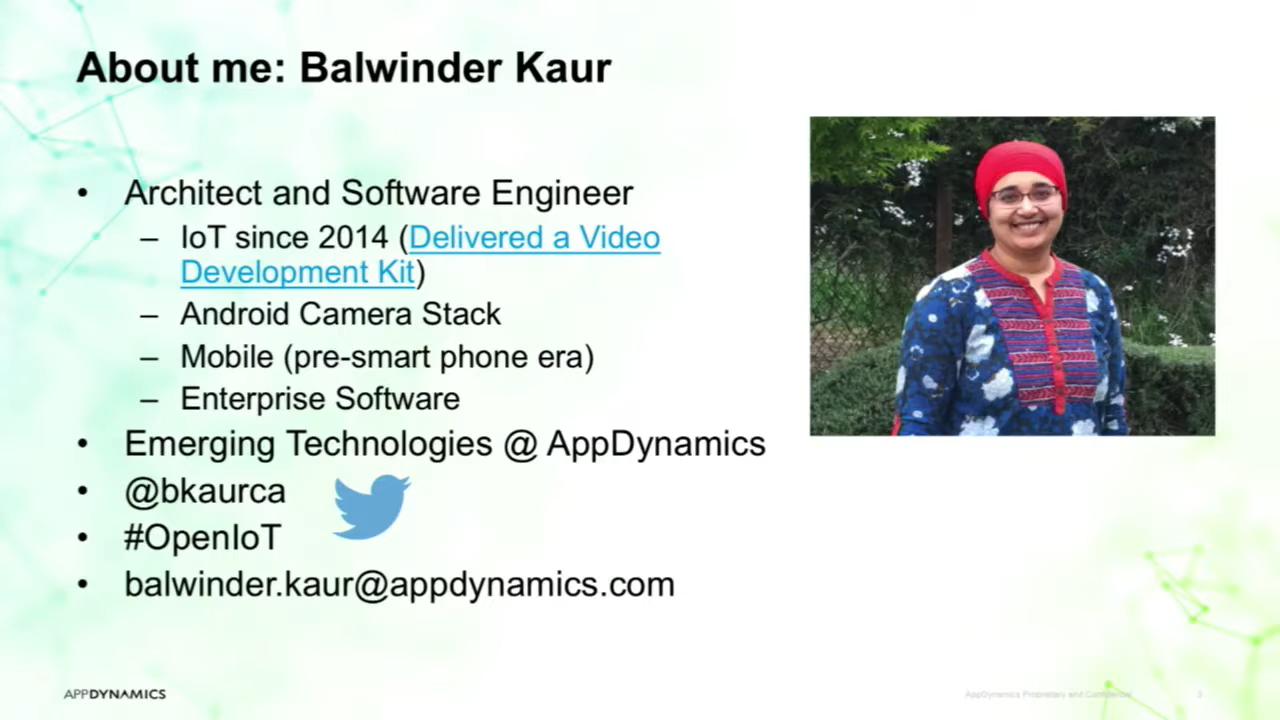 About me: Balwinder Kaur
• Architect and Software Engineer
– IoT since 2014 (Delivered a Video
Development Kit)
– Android Camera Stack
– Mobile (pre-smart phone era)
– Enterprise Software
• Emerging Technologies @ AppDynamics
• @bkaurca
• #OpenIoT
• balwinder.kaur@appdynamics.com
APPDYNAMICS
AppDynamics Proprietary and Confidential
3